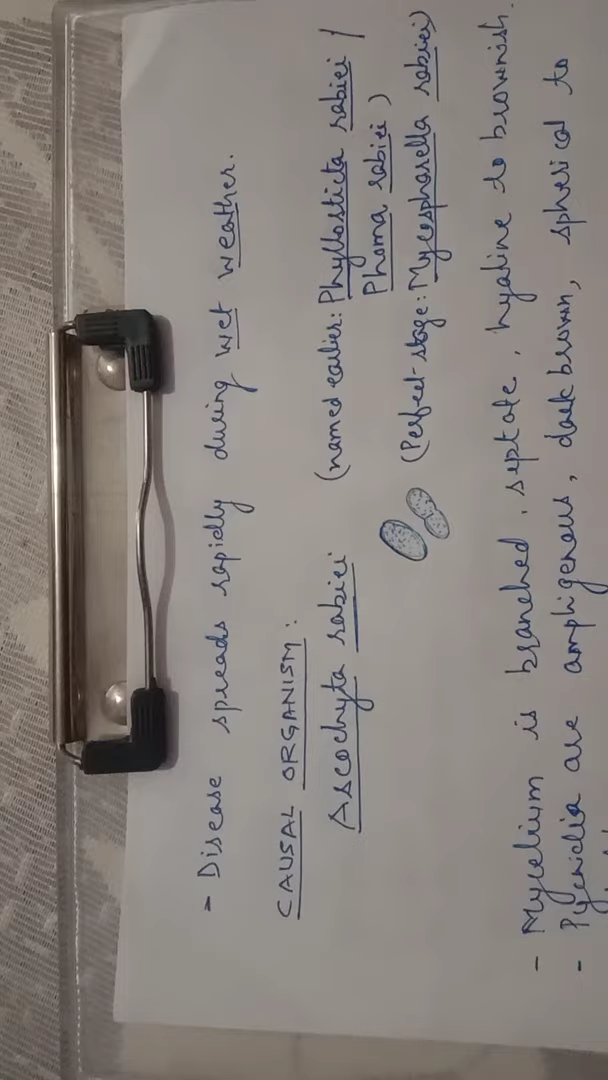 - Disease spreads rapidly during wet weather.
CAUSAL ORGANISM:
Ascochyta rabiei (named earlier: Phyllosticta rabiei /
Phoma rabiei)
(Perfect stage: Mycosphaerella rabiei)
- Mycelium is branched, septate, hyaline to brownish.
- Pycnidia are amphigenous, dark brown, spherical to